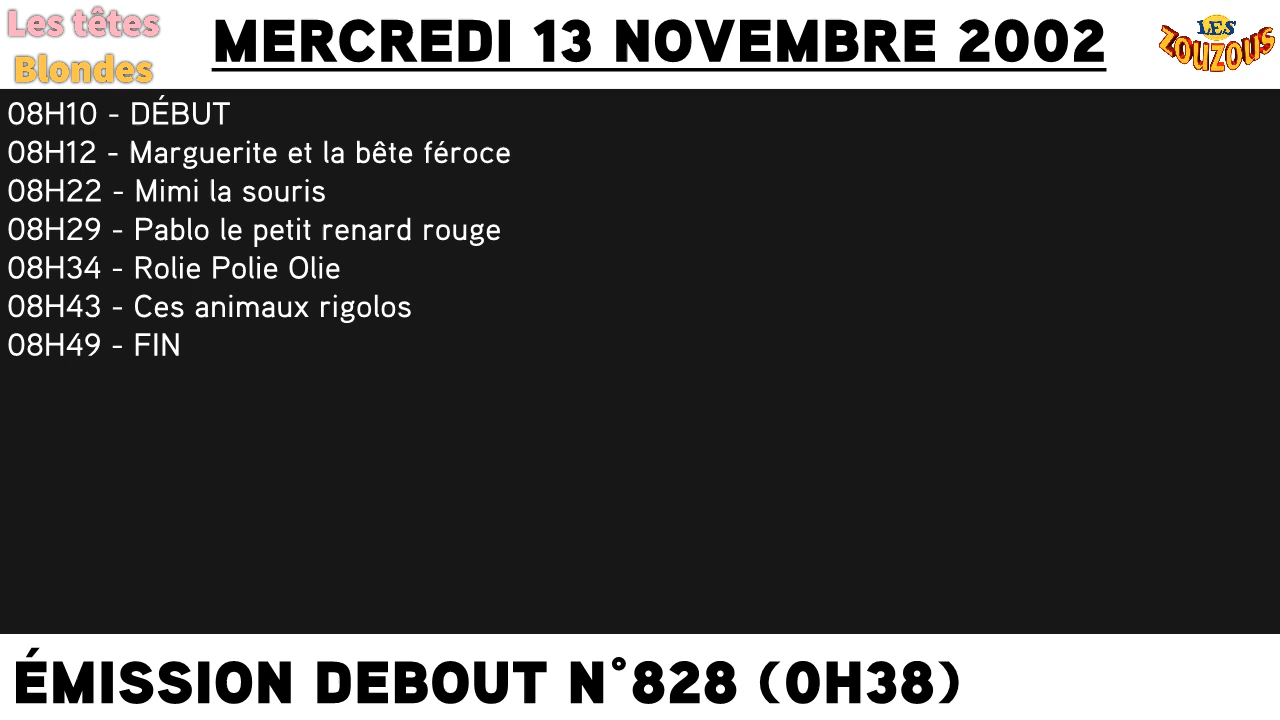 Les têtes
Blondes
MERCREDI 13 NOVEMBRE 2002
LES
ZOUZOUS
08H10 - DÉBUT
08H12 - Marguerite et la bête féroce
08H22 - Mimi la souris
08H29 - Pablo le petit renard rouge
08H34 - Rolie Polie Olie
08H43 - Ces animaux rigolos
08H49 - FIN
ÉMISSION DEBOUT N°828 (0H38)